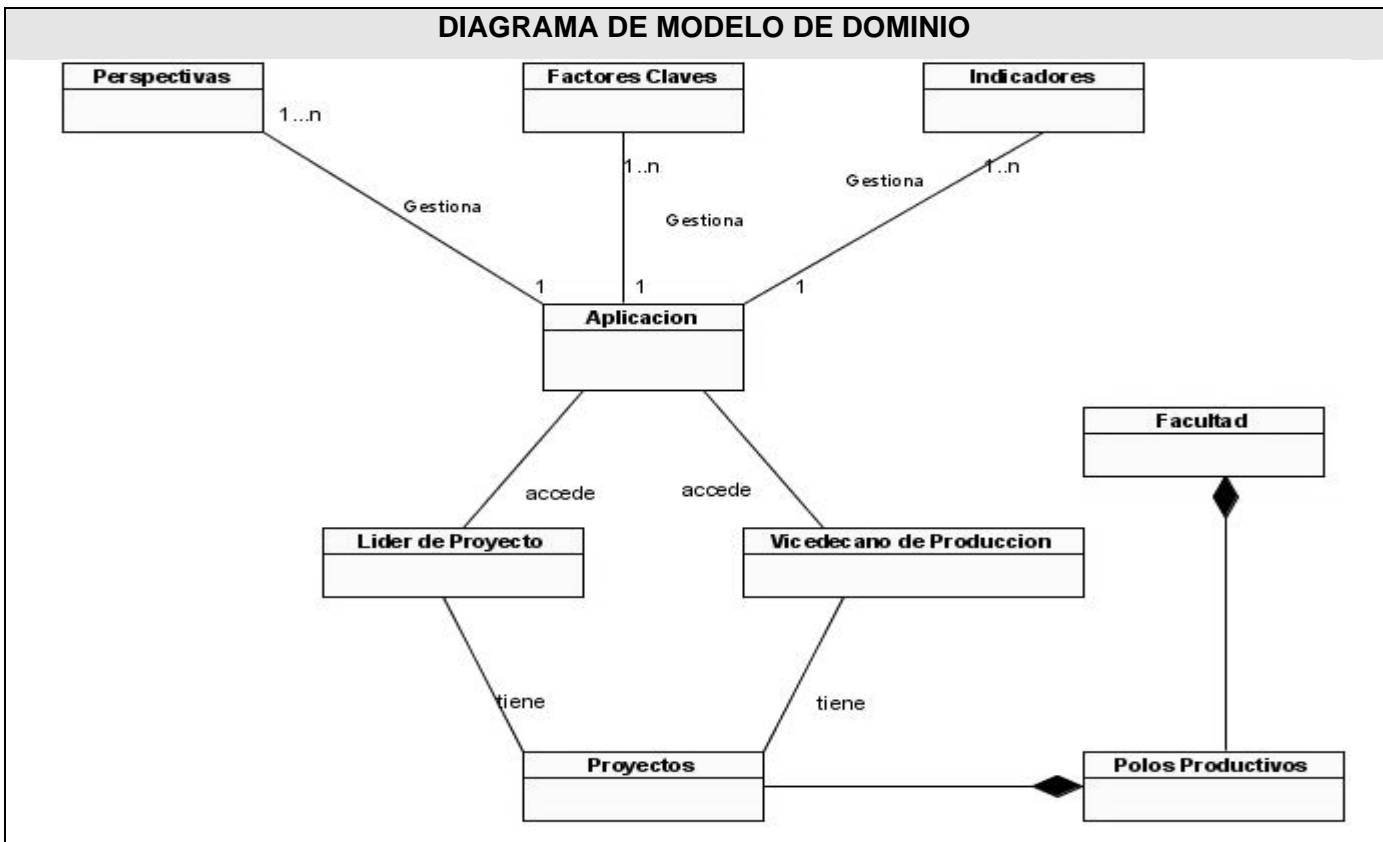 DIAGRAMA DE MODELO DE DOMINIO
Perspectivas
Factores Claves
Indicadores
1...n
1..n
1..n
Gestiona
Gestiona
Gestiona
1
1
1
Aplicacion
Facultad
accede
accede
Lider de Proyecto
Vicedecano de Produccion
tiene
tiene
Proyectos
Polos Productivos